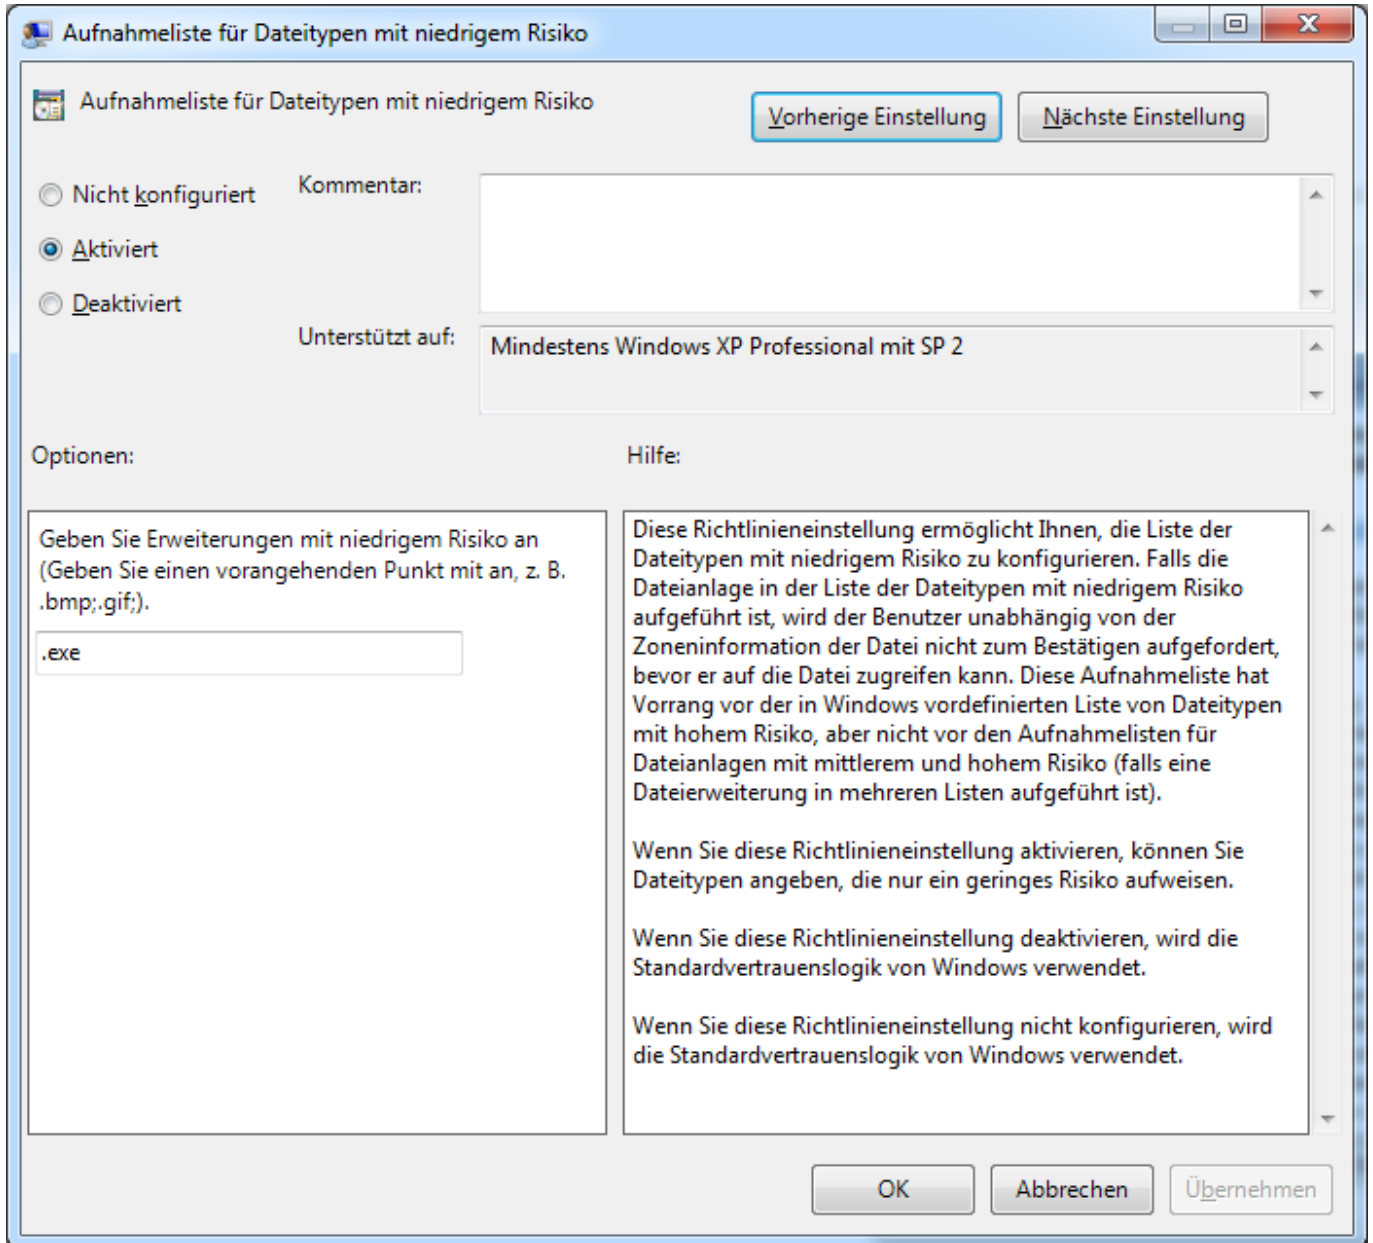 Aufnahmeliste für Dateitypen mit niedrigem Risiko
Aufnahmeliste für Dateitypen mit niedrigem Risiko
Vorherige Einstellung
Nächste Einstellung
Nicht konfiguriert
Kommentar:
Aktiviert
Deaktiviert
Unterstützt auf:
Mindestens Windows XP Professional mit SP 2
Optionen:
Hilfe:
Geben Sie Erweiterungen mit niedrigem Risiko an
(Geben Sie einen vorangehenden Punkt mit an, z. B.
.bmp;.gif;).
.exe
Diese Richtlinieneinstellung ermöglicht Ihnen, die Liste der
Dateitypen mit niedrigem Risiko zu konfigurieren. Falls die
Dateianlage in der Liste der Dateitypen mit niedrigem Risiko
aufgeführt ist, wird der Benutzer unabhängig von der
Zoneninformation der Datei nicht zum Bestätigen aufgefordert,
bevor er auf die Datei zugreifen kann. Diese Aufnahmeliste hat
Vorrang vor der in Windows vordefinierten Liste von Dateitypen
mit hohem Risiko, aber nicht vor den Aufnahmelisten für
Dateianlagen mit mittlerem und hohem Risiko (falls eine
Dateierweiterung in mehreren Listen aufgeführt ist).
Wenn Sie diese Richtlinieneinstellung aktivieren, können Sie
Dateitypen angeben, die nur ein geringes Risiko aufweisen.
Wenn Sie diese Richtlinieneinstellung deaktivieren, wird die
Standardvertrauenslogik von Windows verwendet.
Wenn Sie diese Richtlinieneinstellung nicht konfigurieren, wird
die Standardvertrauenslogik von Windows verwendet.
OK
Abbrechen
Übernehmen